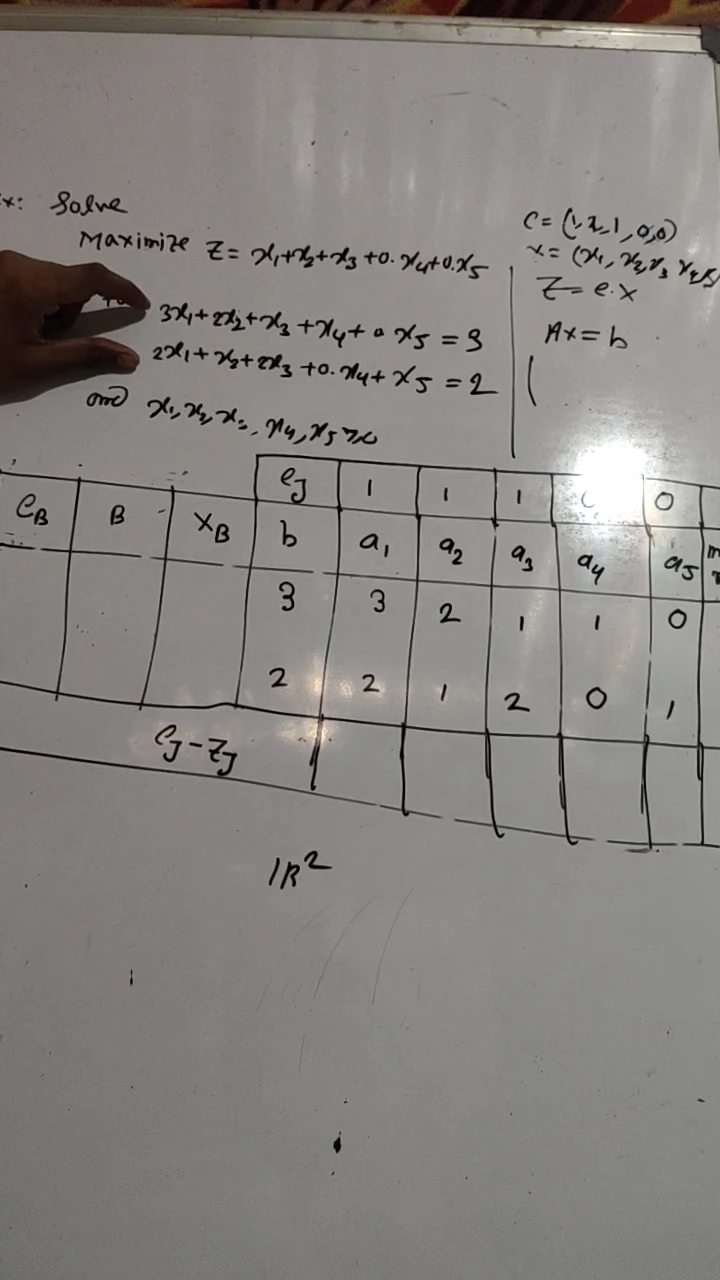 x: Solve
Maximize Z = x₁+x₂+x₃+0.x₄+0.x₅
3x₁+2x₂+x₃+x₄+0x₅ = 3
2x₁+x₂+2x₃+0.x₄+x₅ = 2
and x₁,x₂,x₃,x₄,x₅≥0
C = (1,1,1,0,0)
x = (x₁,x₂,x₃,x₄,x₅)
Z = c.x
Ax = b
(
CJ 1 1 1 0
CB B XB b a₁ a₂ a₃ a₄ a₅
3 3 2 1 1 0
2 2 1 2 0 1
CJ-ZJ
IR²